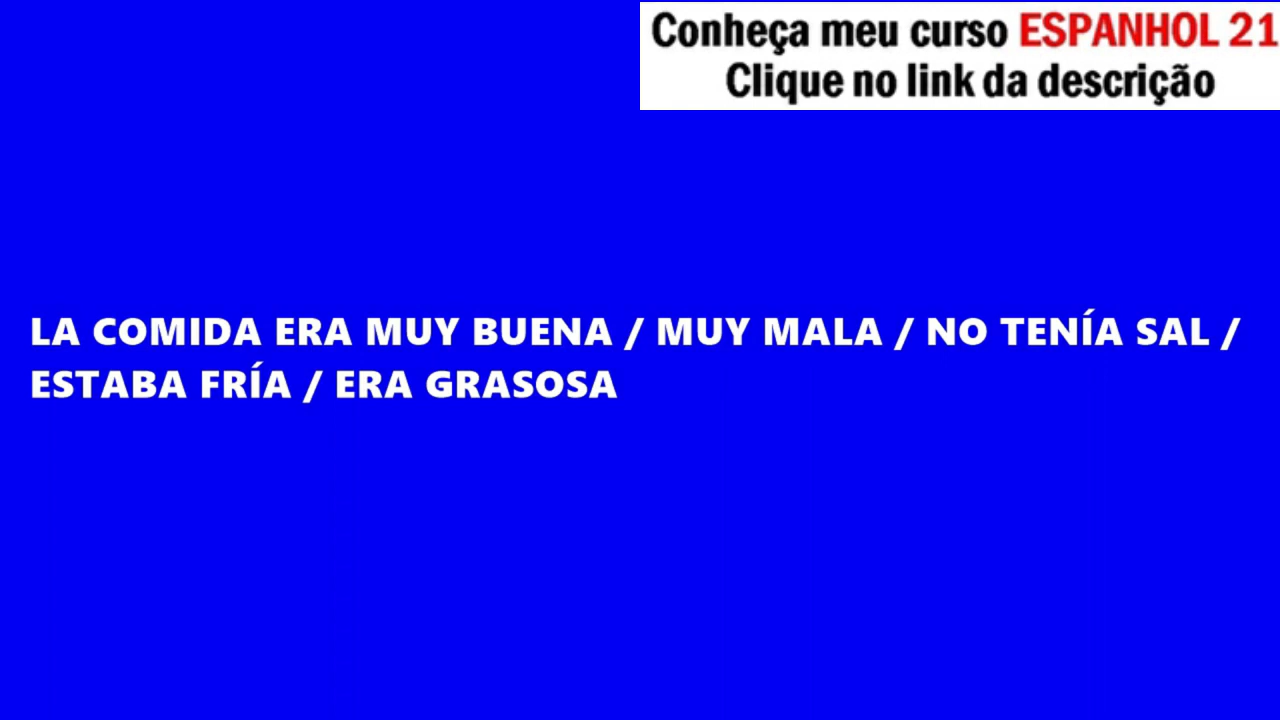 Conheça meu curso ESPANHOL 21
Clique no link da descrição
LA COMIDA ERA MUY BUENA / MUY MALA / NO TENÍA SAL /
ESTABA FRÍA / ERA GRASOSA